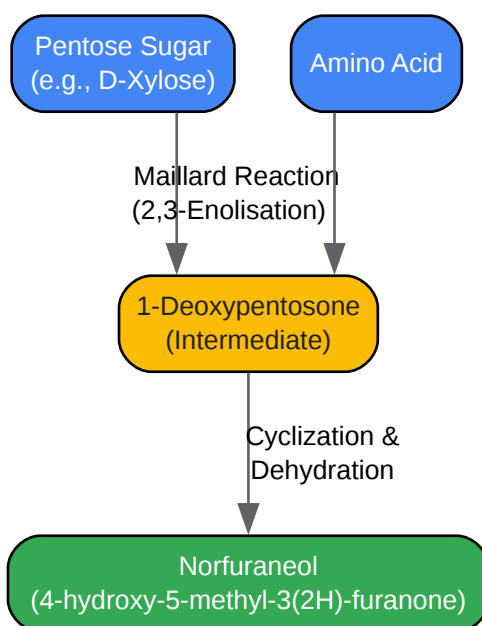 Pentose Sugar
(e.g., D-Xylose)
Amino Acid
Maillard Reaction
(2,3-Enolisation)
1-Deoxypentosone
(Intermediate)
Cyclization &
Dehydration
Norfuraneol
(4-hydroxy-5-methyl-3(2H)-furanone)